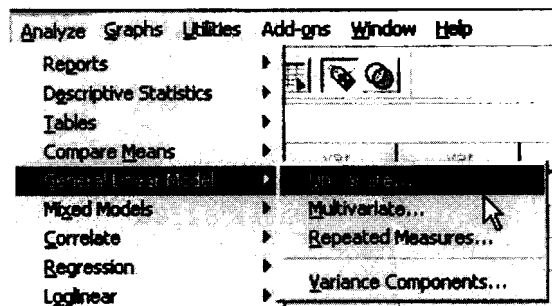 Analyze Graphs Utilities Add-ons Window Help
Reports
Descriptive Statistics
Tables
Compare Means
General Linear Model
Mixed Models
Correlate
Regression
Loglinear
Univariate...
Multivariate...
Repeated Measures...
Variance Components...